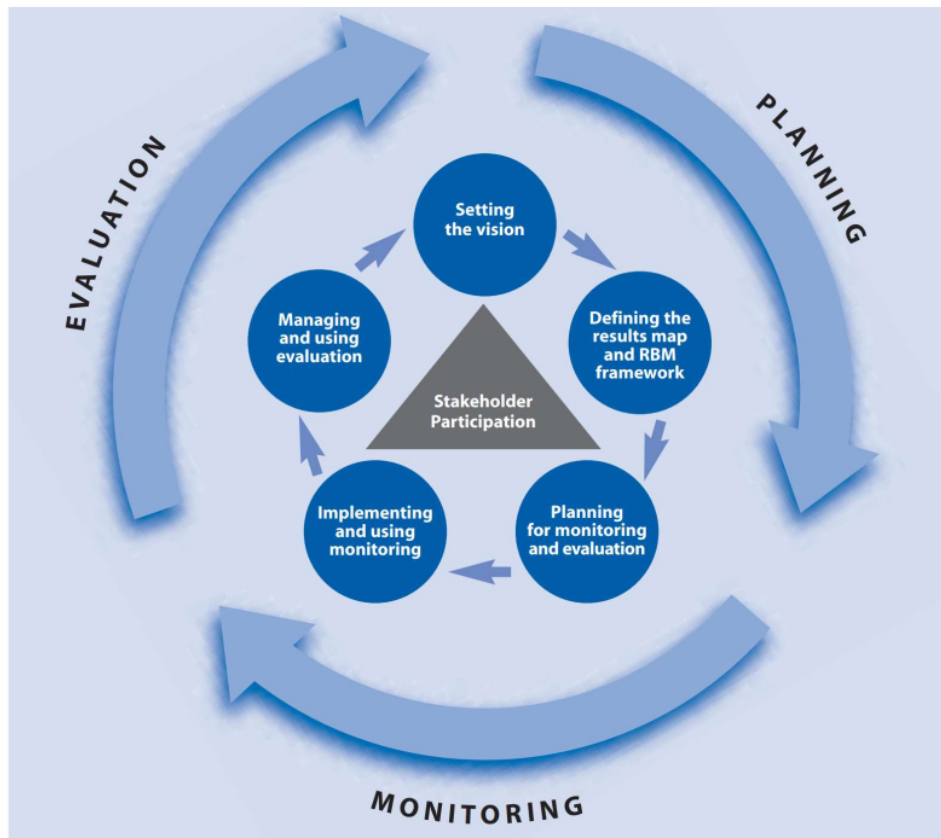 EVALUATION
PLANNING
Setting
the vision
Managing
and using
evaluation
Defining the
results map
and RBM
framework
Stakeholder
Participation
Implementing
and using
monitoring
Planning
for monitoring
and evaluation
MONITORING